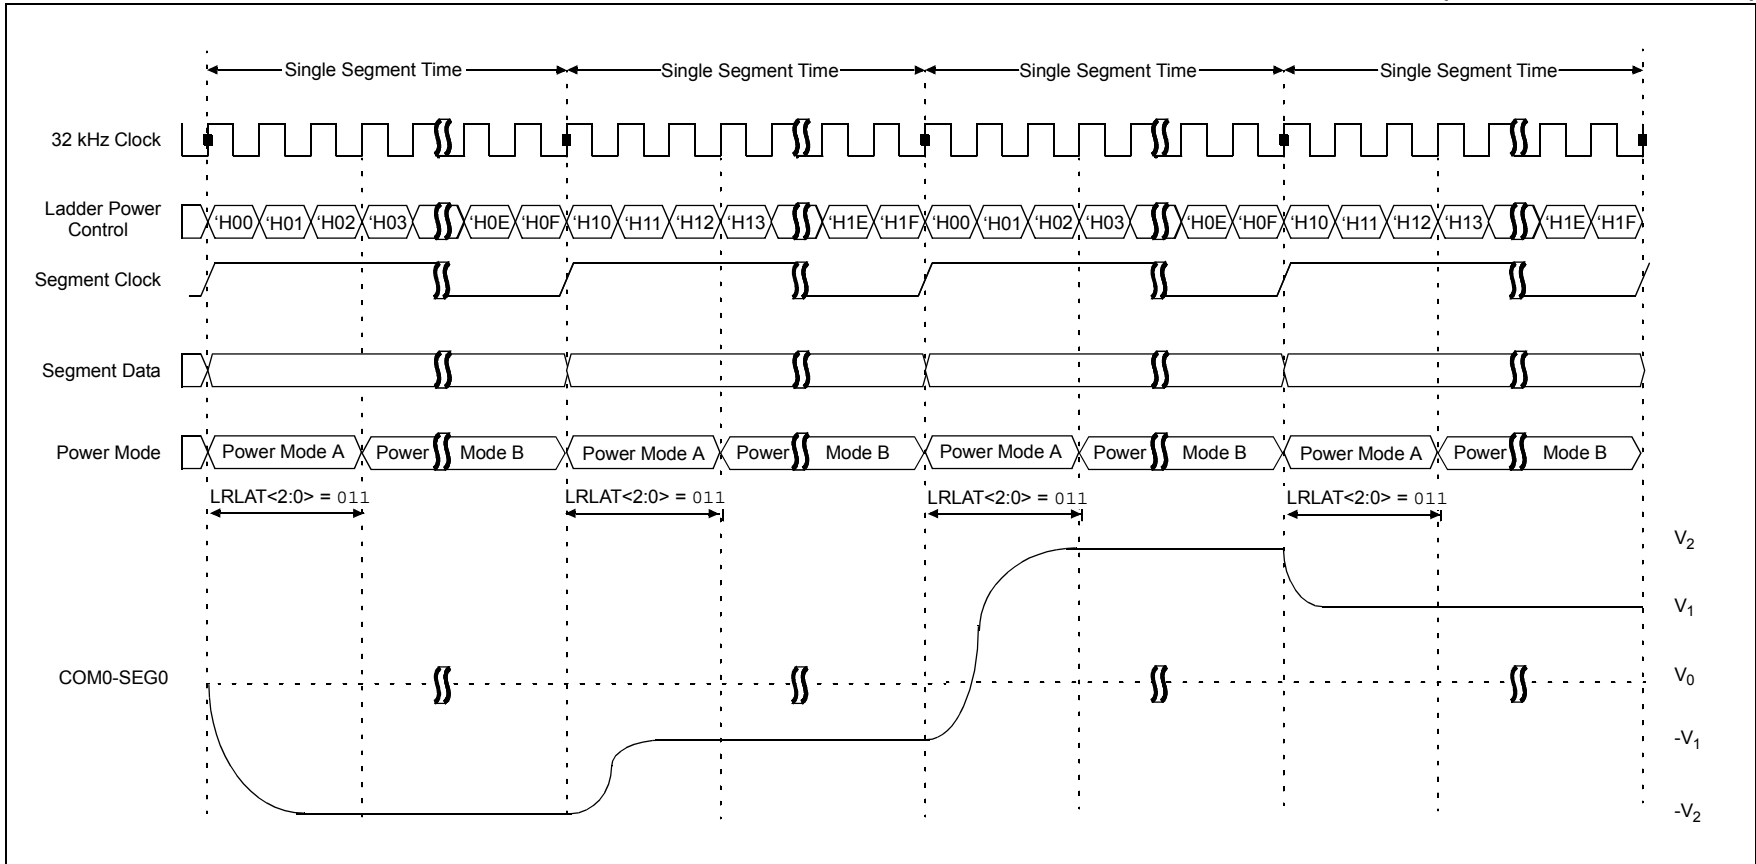 Single Segment Time Single Segment Time Single Segment Time Single Segment Time
32 kHz Clock
Ladder Power
Control
‘H00 ‘H01 ‘H02 ‘H03 ‘H0E ‘H0F ‘H10 ‘H11 ‘H12 ‘H13 ‘H1E ‘H1F ‘H00 ‘H01 ‘H02 ‘H03 ‘H0E ‘H0F ‘H10 ‘H11 ‘H12 ‘H13 ‘H1E ‘H1F
Segment Clock
Segment Data
Power Mode Power Mode A Power Mode B Power Mode A Power Mode B Power Mode A Power Mode B Power Mode A Power Mode B
LRLAT<2:0> = 011 LRLAT<2:0> = 011 LRLAT<2:0> = 011 LRLAT<2:0> = 011
V2
V1
COM0-SEG0 V0
-V1
-V2